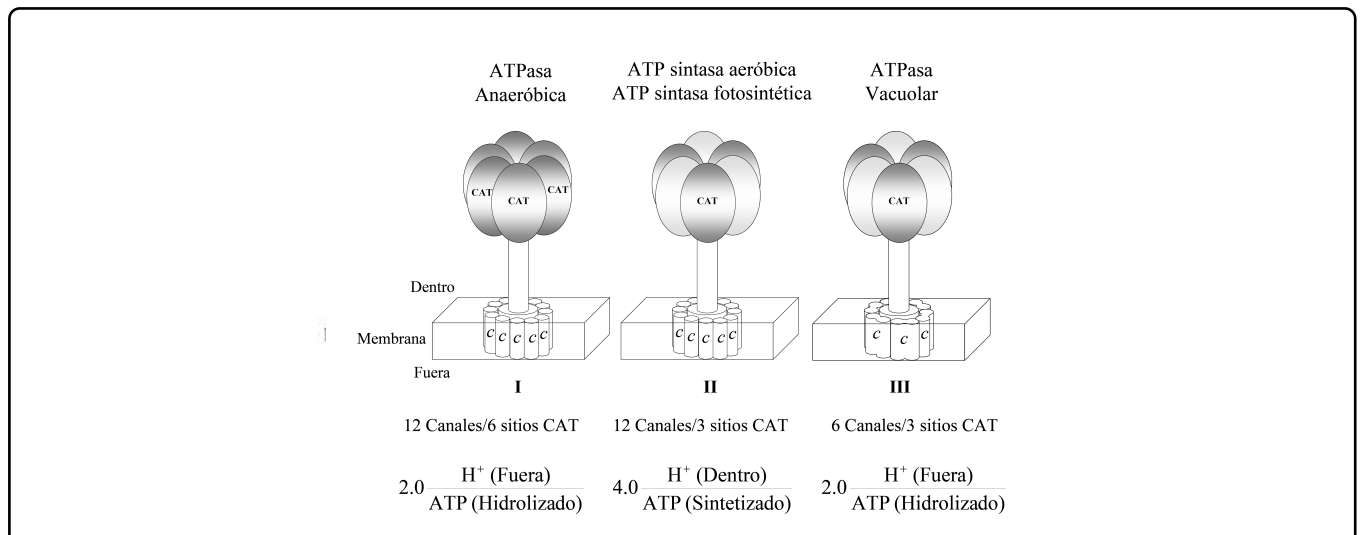 ATPasa
Anaeróbica
ATP sintasa aeróbica
ATP sintasa fotosintética
ATPasa
Vacuolar
CAT CAT CAT
CAT
CAT
Dentro
Membrana
Fuera
c c c c c
c c c c c
c c c
I
II
III
12 Canales/6 sitios CAT
12 Canales/3 sitios CAT
6 Canales/3 sitios CAT
2.0 H⁺ (Fuera)
ATP (Hidrolizado)
4.0 H⁺ (Dentro)
ATP (Sintetizado)
2.0 H⁺ (Fuera)
ATP (Hidrolizado)